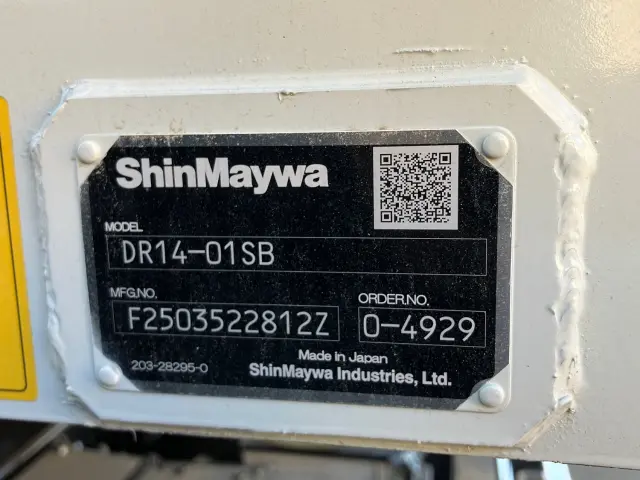 ShinMaywa
MODEL
DR14-01SB
MFG.NO.
F2503522812Z
ORDER.NO.
0-4929
Made in Japan
203-28295-0
ShinMaywa Industries, Ltd.